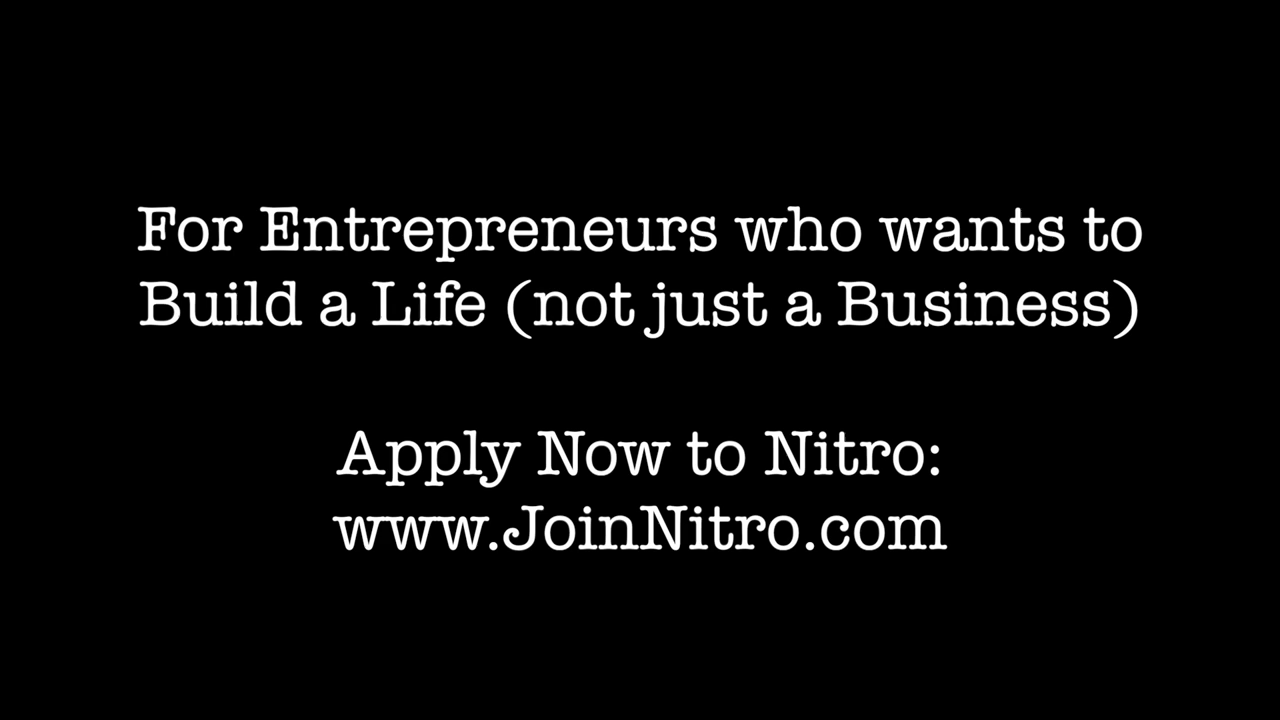 For Entrepreneurs who wants to
Build a Life (not just a Business)
Apply Now to Nitro:
www.JoinNitro.com